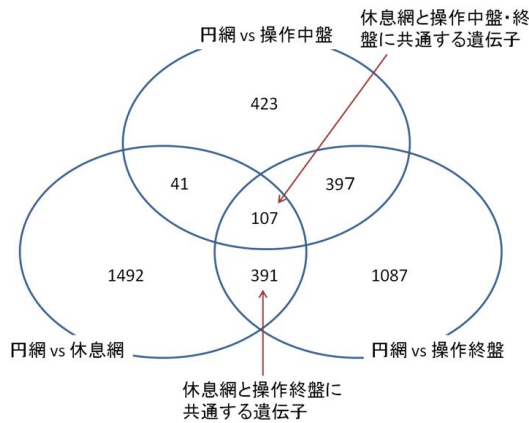 休息網と操作中盤・終
盤に共通する遺伝子
円網 vs 操作中盤
423
41
397
107
1492
391
1087
円網 vs 休息網
円網 vs 操作終盤
休息網と操作終盤に
共通する遺伝子